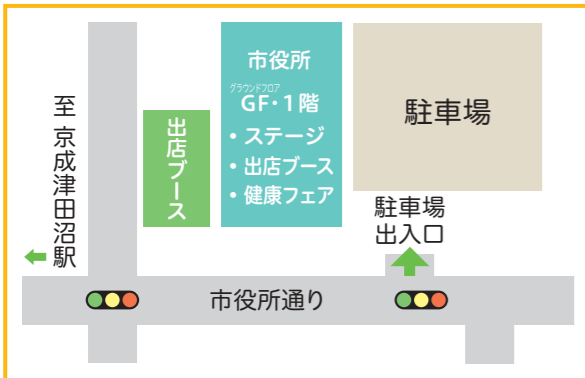 至 京成津田沼駅
出店ブース
市役所
グラウンドフロア
GF・1階
・ステージ
・出店ブース
・健康フェア
駐車場
駐車場
出入口
市役所通り